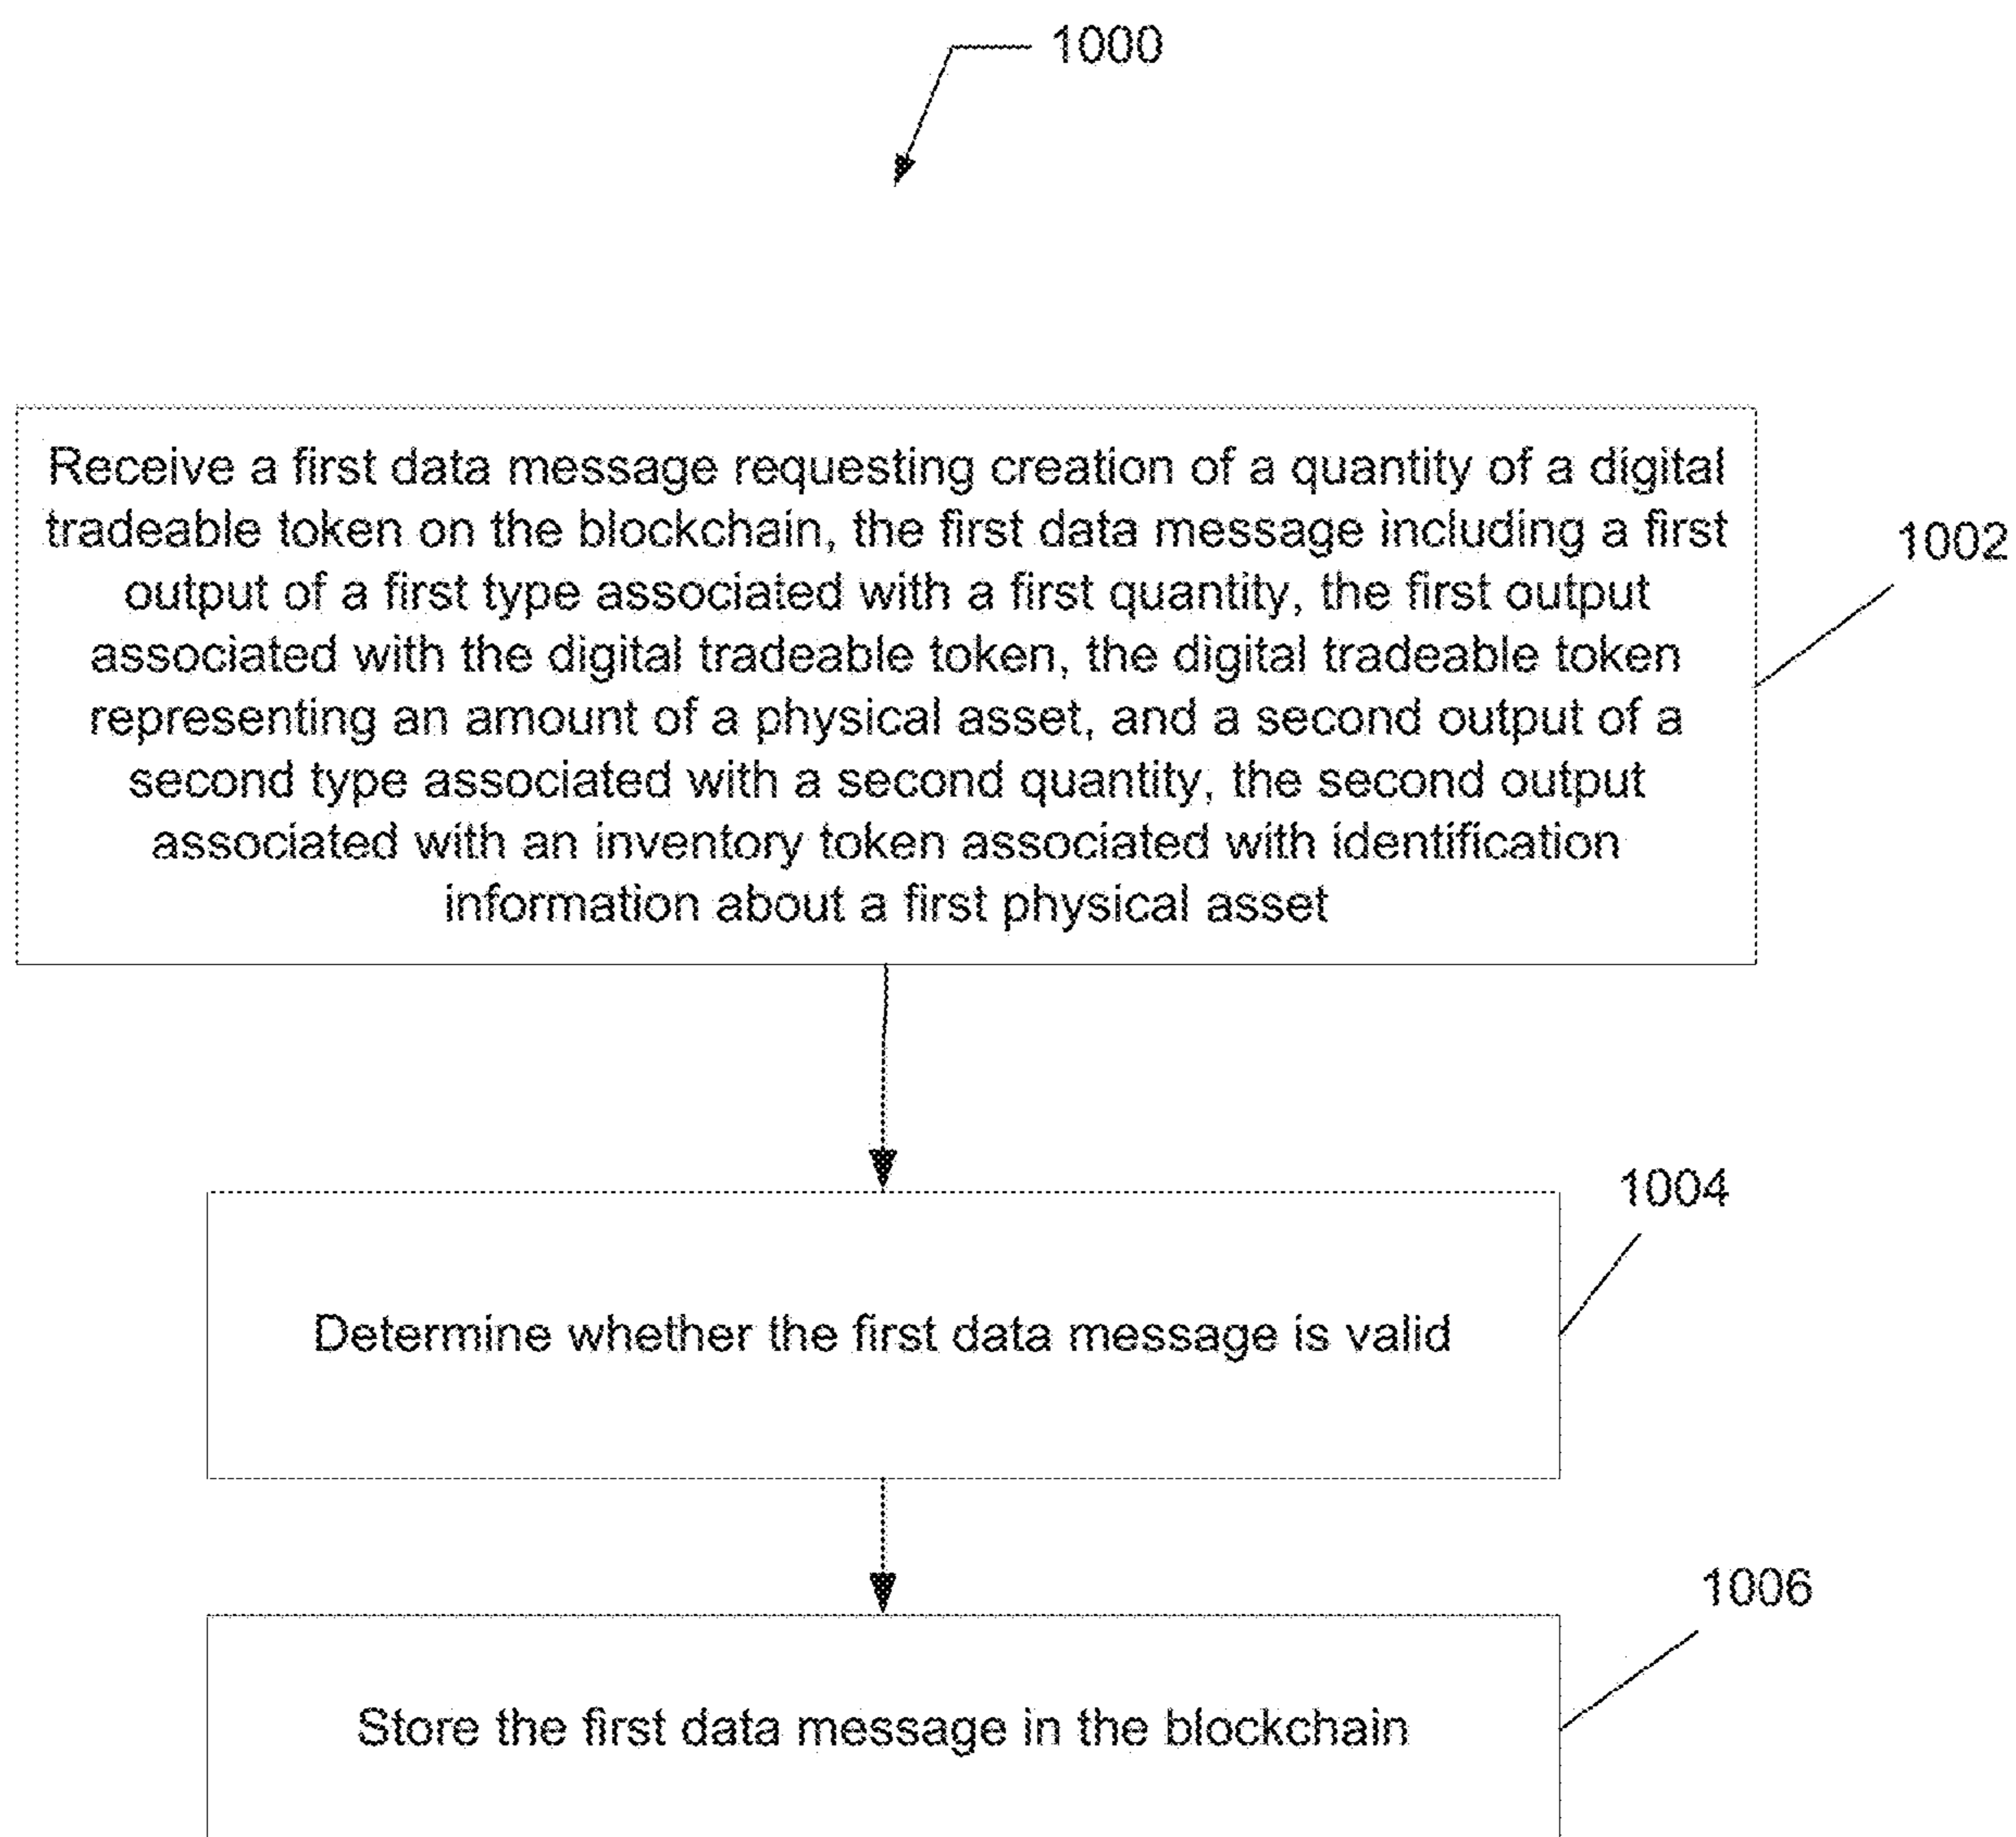 1000
Receive a first data message requesting creation of a quantity of a digital
tradeable token on the blockchain, the first data message including a first
output of a first type associated with a first quantity, the first output
associated with the digital tradeable token, the digital tradeable token
representing an amount of a physical asset, and a second output of a
second type associated with a second quantity, the second output
associated with an inventory token associated with identification
information about a first physical asset
1002
1004
Determine whether the first data message is valid
1006
Store the first data message in the blockchain